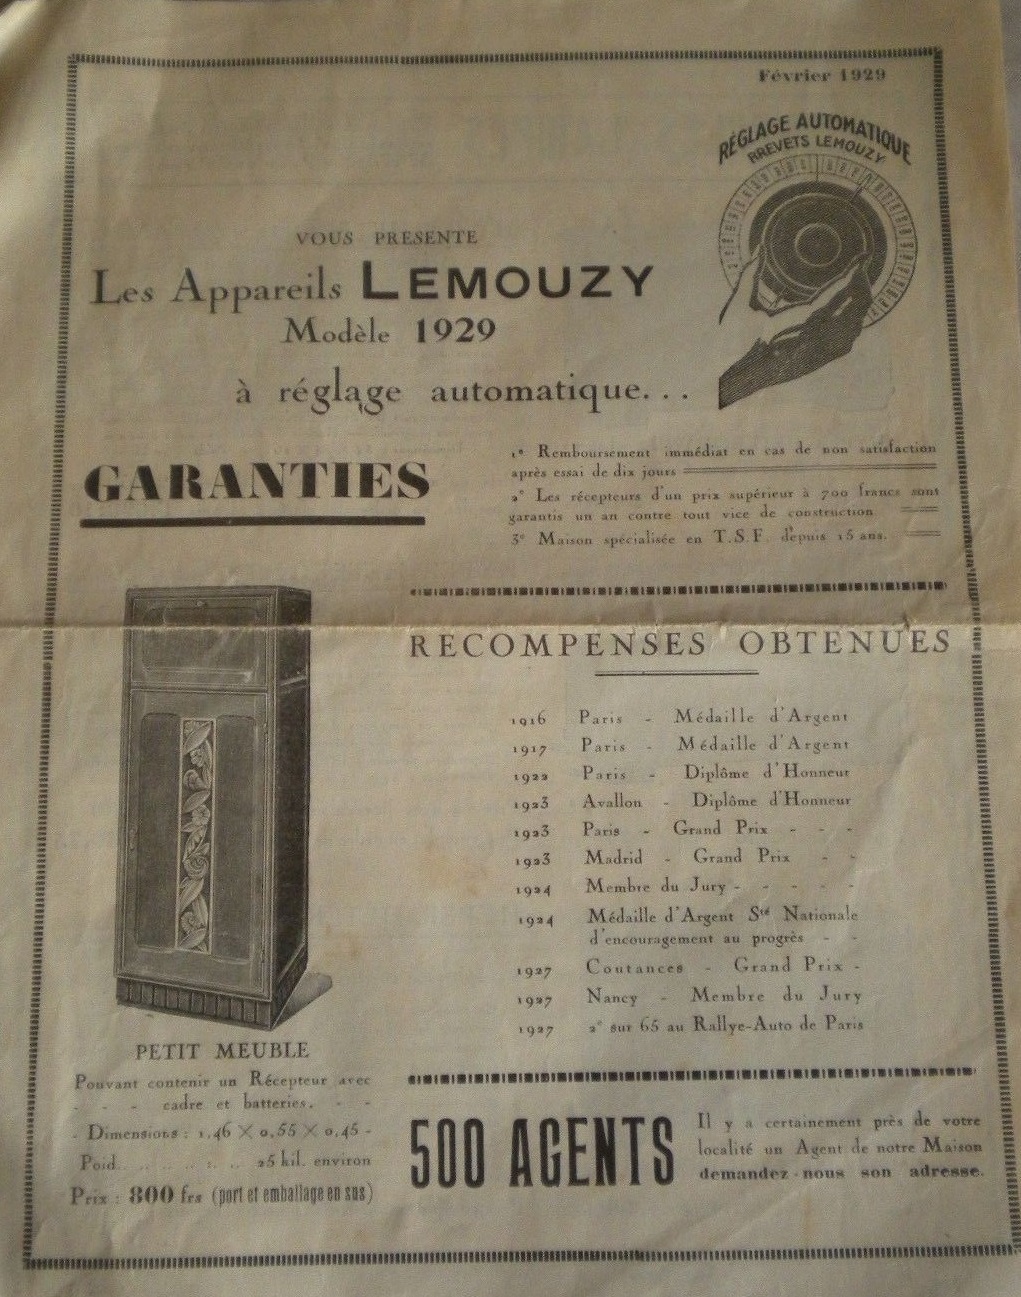 Février 1929
RÉGLAGE AUTOMATIQUE
BREVETS LEMOUZY
VOUS PRESENTE
Les Appareils LEMOUZY
Modèle 1929
à réglage automatique...
GARANTIES
1° Remboursement immédiat en cas de non satisfaction
après essai de dix jours
2° Les récepteurs d'un prix supérieur à 700 francs sont
garantis un an contre tout vice de construction
3° Maison spécialisée en T.S.F. depuis 15 ans.
RECOMPENSES OBTENUES
1916 Paris - Médaille d'Argent
1917 Paris - Médaille d'Argent
1922 Paris - Diplôme d'Honneur
1923 Avallon - Diplôme d'Honneur
1923 Paris - Grand Prix - - -
1923 Madrid - Grand Prix - -
1924 Membre du Jury - - - - -
1924 Médaille d'Argent Sté Nationale
d'encouragement au progrès - -
1927 Coutances - Grand Prix -
1927 Nancy - Membre du Jury
1927 2° sur 65 au Rallye-Auto de Paris
PETIT MEUBLE
Pouvant contenir un Récepteur avec
- - - cadre et batteries. - -
- Dimensions : 1,46 X 0,55 X 0,45 -
Poid. .. .. .. : .. .. 25 kil. environ
Prix : 800 frs (port et emballage en sus)
500 AGENTS
Il y a certainement près de votre
localité un Agent de notre Maison
demandez-nous son adresse.